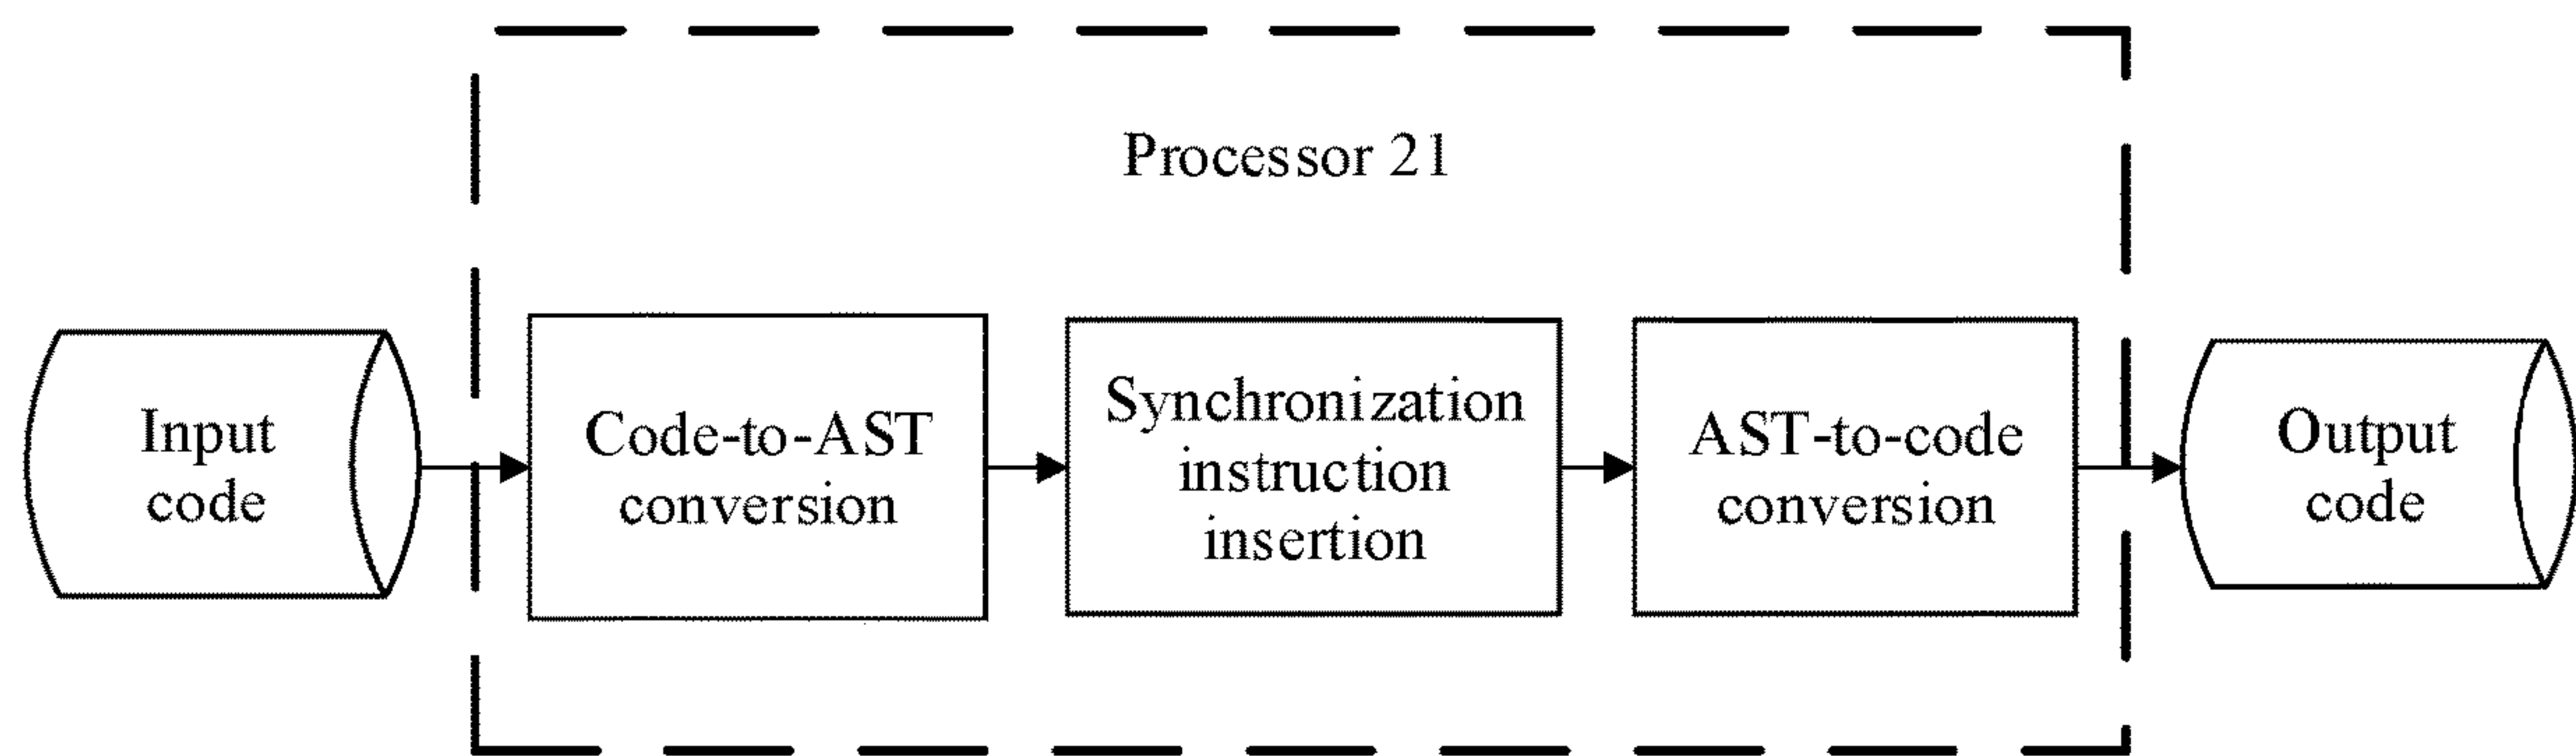 Processor 21
Input
code
Code-to-AST
conversion
Synchronization
instruction
insertion
AST-to-code
conversion
Output
code